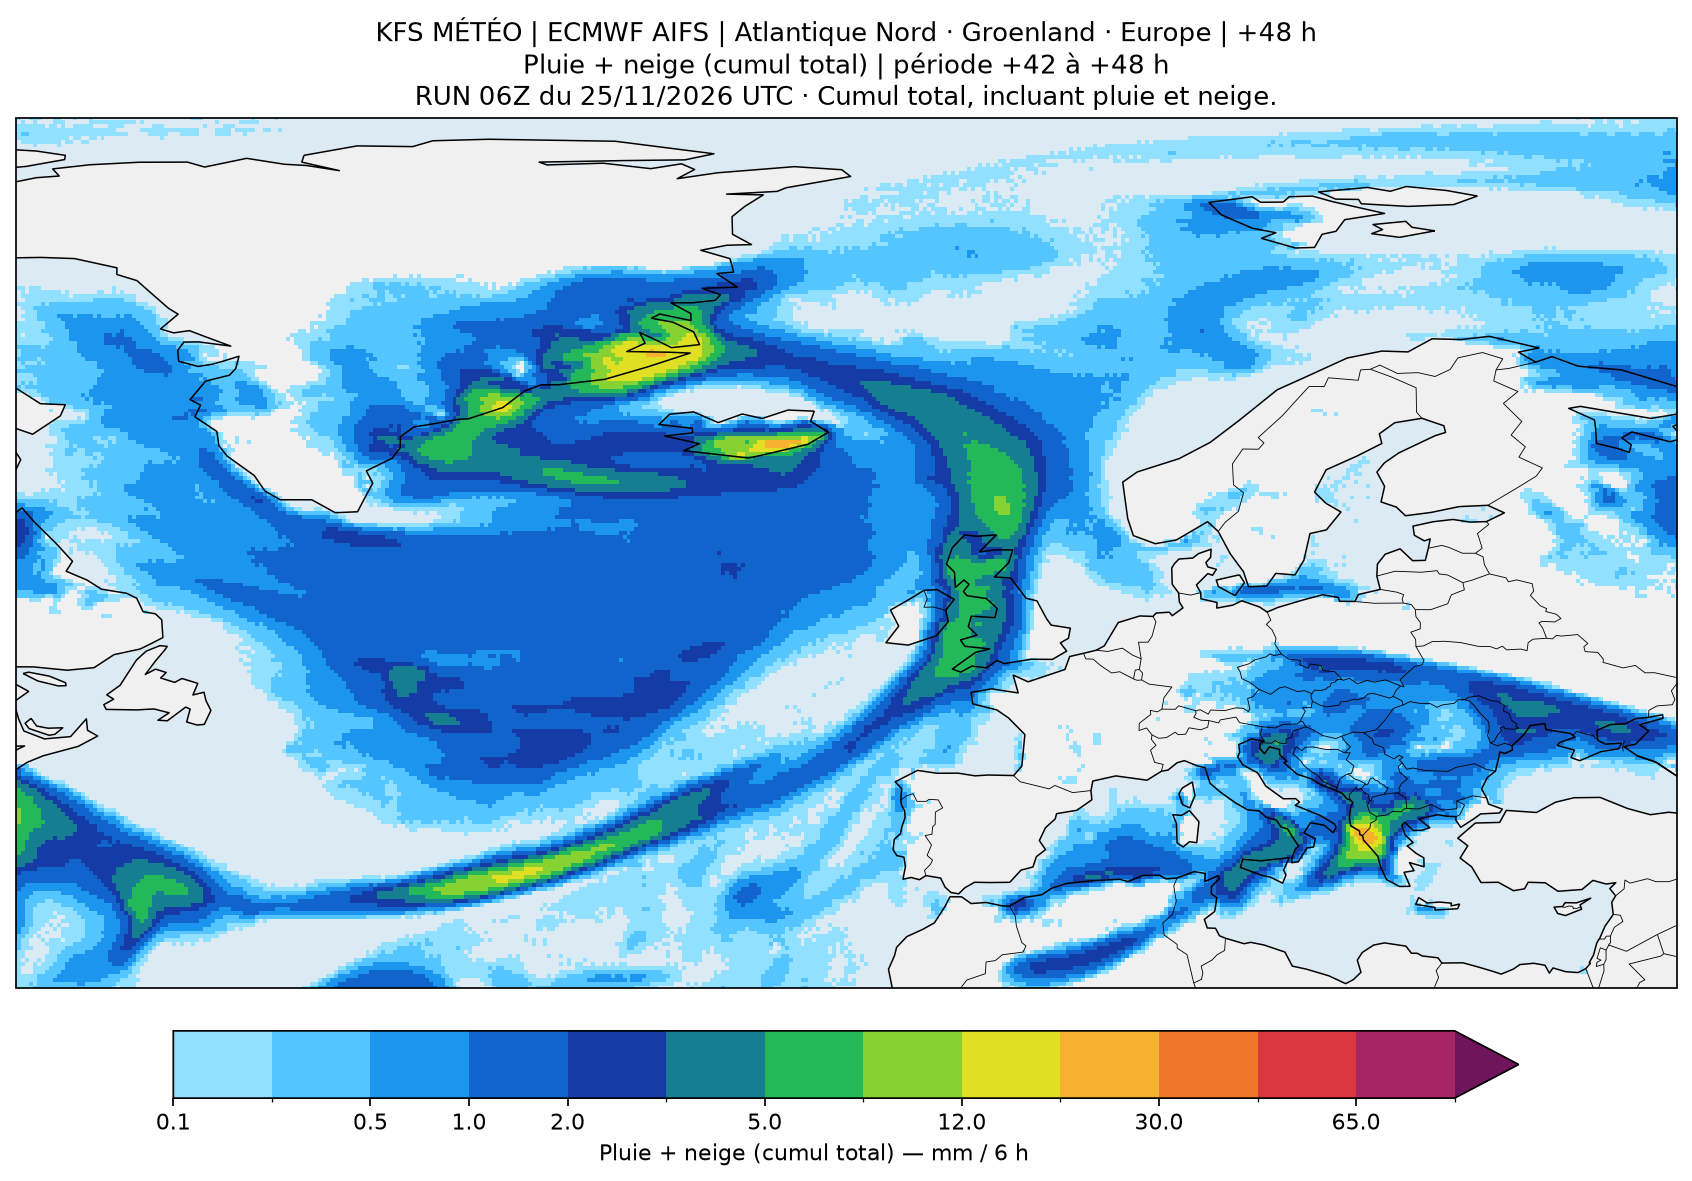 KFS MÉTÉO | ECMWF AIFS | Atlantique Nord · Groenland · Europe | +48 h
Pluie + neige (cumul total) | période +42 à +48 h
RUN 06Z du 25/11/2026 UTC · Cumul total, incluant pluie et neige.
0.1 0.5 1.0 2.0 5.0 12.0 30.0 65.0
Pluie + neige (cumul total) — mm / 6 h